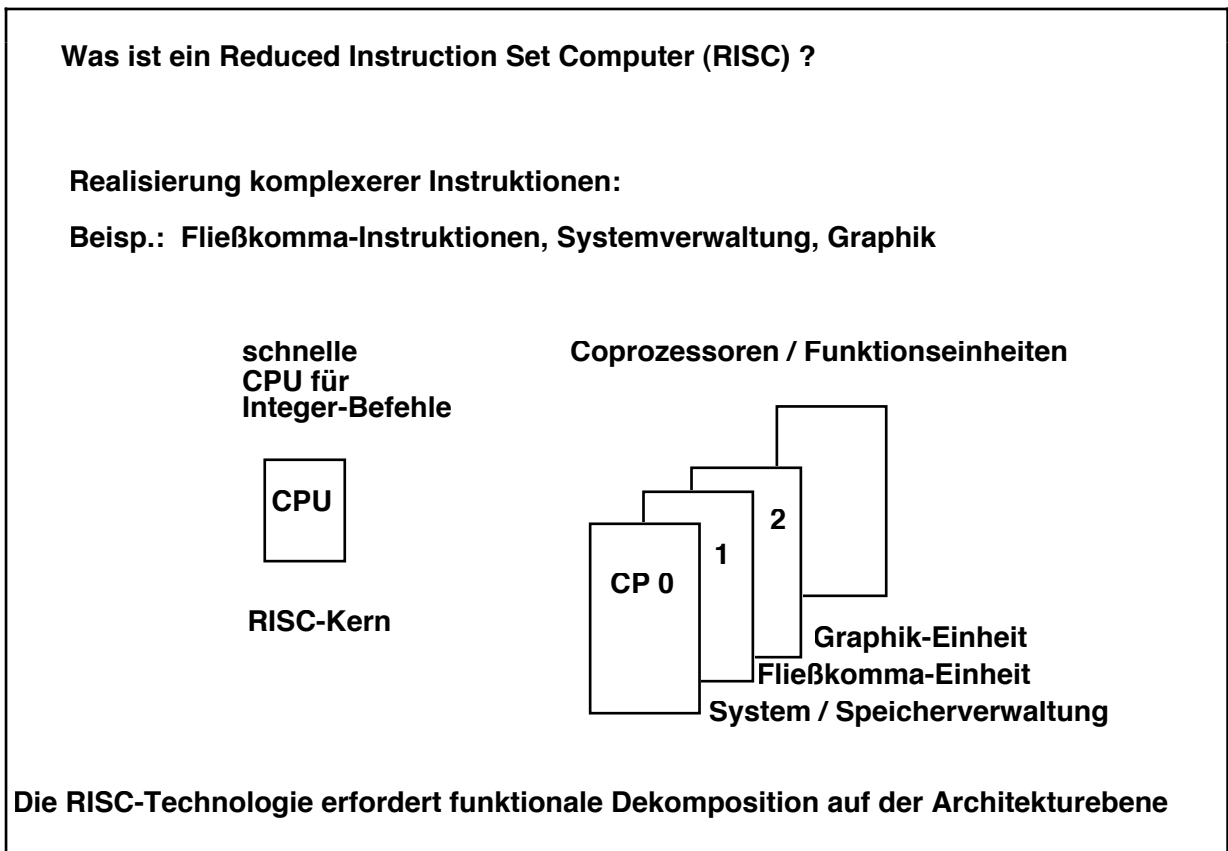 Was ist ein Reduced Instruction Set Computer (RISC) ?
Realisierung komplexerer Instruktionen:
Beisp.: Fließkomma-Instruktionen, Systemverwaltung, Graphik
schnelle
CPU für
Integer-Befehle
CPU
RISC-Kern
Coprozessoren / Funktionseinheiten
2
1
CP 0
Graphik-Einheit
Fließkomma-Einheit
System / Speicherverwaltung
Die RISC-Technologie erfordert funktionale Dekomposition auf der Architekturebene